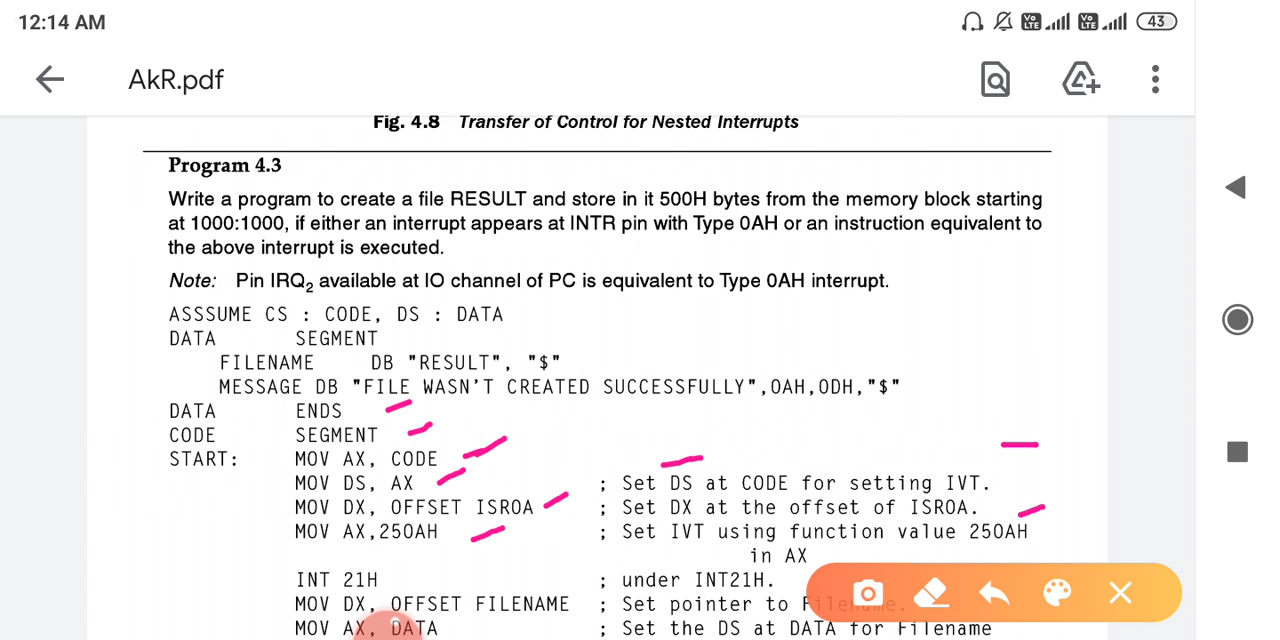 12:14 AM
Vo LTE Vo LTE 43
AkR.pdf
Fig. 4.8 Transfer of Control for Nested Interrupts
Program 4.3
Write a program to create a file RESULT and store in it 500H bytes from the memory block starting
at 1000:1000, if either an interrupt appears at INTR pin with Type 0AH or an instruction equivalent to
the above interrupt is executed.
Note: Pin IRQ2 available at IO channel of PC is equivalent to Type 0AH interrupt.
ASSSUME CS : CODE, DS : DATA
DATA SEGMENT
FILENAME DB "RESULT", "$"
MESSAGE DB "FILE WASN'T CREATED SUCCESSFULLY",0AH,0DH,"$"
DATA ENDS
CODE SEGMENT
START: MOV AX, CODE
MOV DS, AX ; Set DS at CODE for setting IVT.
MOV DX, OFFSET ISROA ; Set DX at the offset of ISROA.
MOV AX,250AH ; Set IVT using function value 250AH
in AX
INT 21H ; under INT21H.
MOV DX, OFFSET FILENAME ; Set pointer to Filename.
MOV AX, DATA ; Set the DS at DATA for Filename